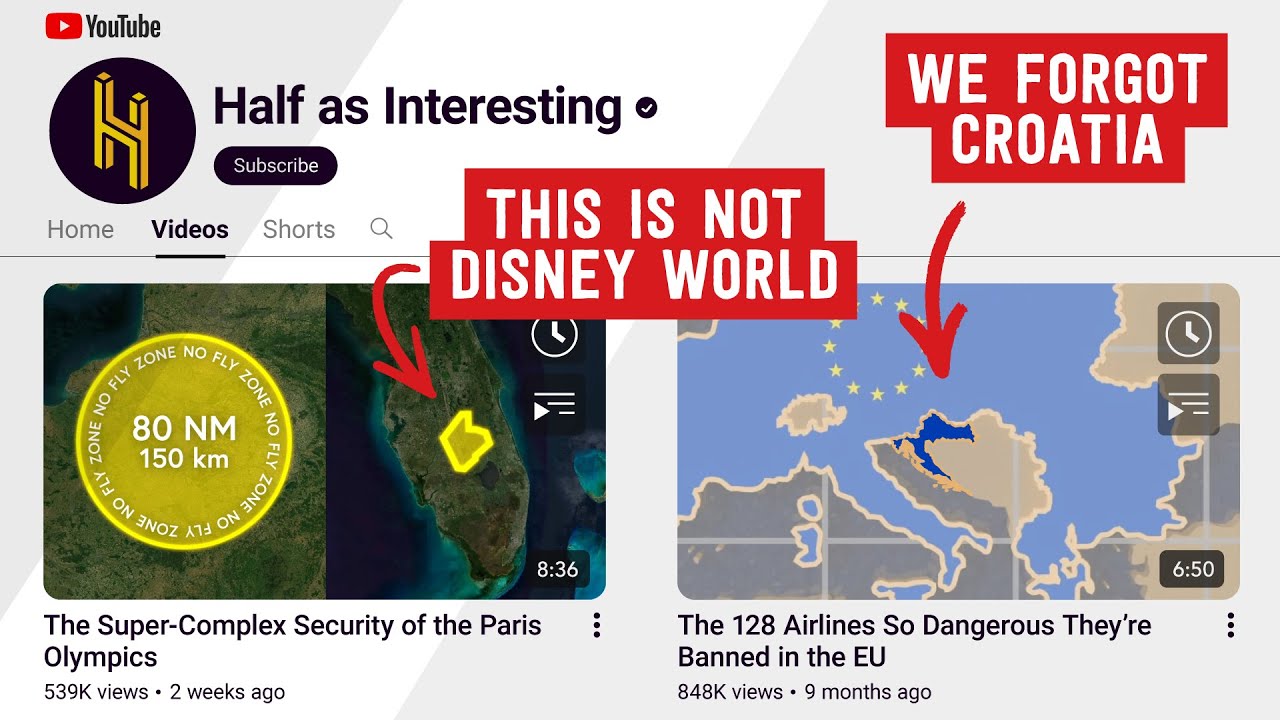 YouTube
Half as Interesting
Subscribe
Home Videos Shorts
WE FORGOT
CROATIA
THIS IS NOT
DISNEY WORLD
NO FLY ZONE NO FLY ZONE NO FLY ZONE NO FLY ZONE NO FLY ZONE
80 NM
150 km
8:36
The Super-Complex Security of the Paris
Olympics
539K views • 2 weeks ago
6:50
The 128 Airlines So Dangerous They’re
Banned in the EU
848K views • 9 months ago